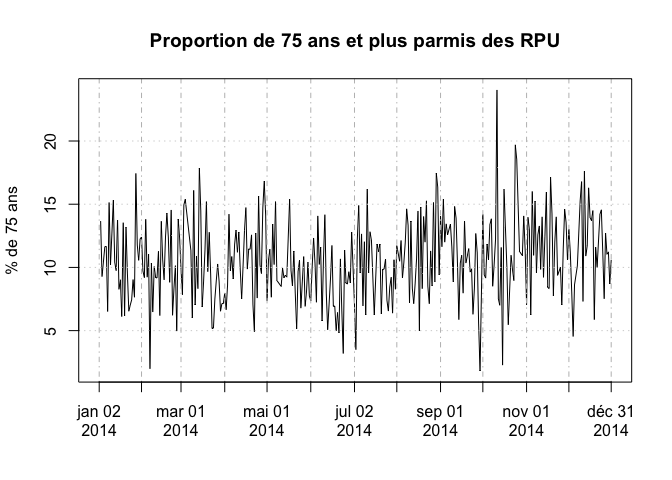 Proportion de 75 ans et plus parmis des RPU
% de 75 ans
20
15
10
5
jan 02 mar 01 mai 01 jul 02 sep 01 nov 01 déc 31
2014 2014 2014 2014 2014 2014 2014